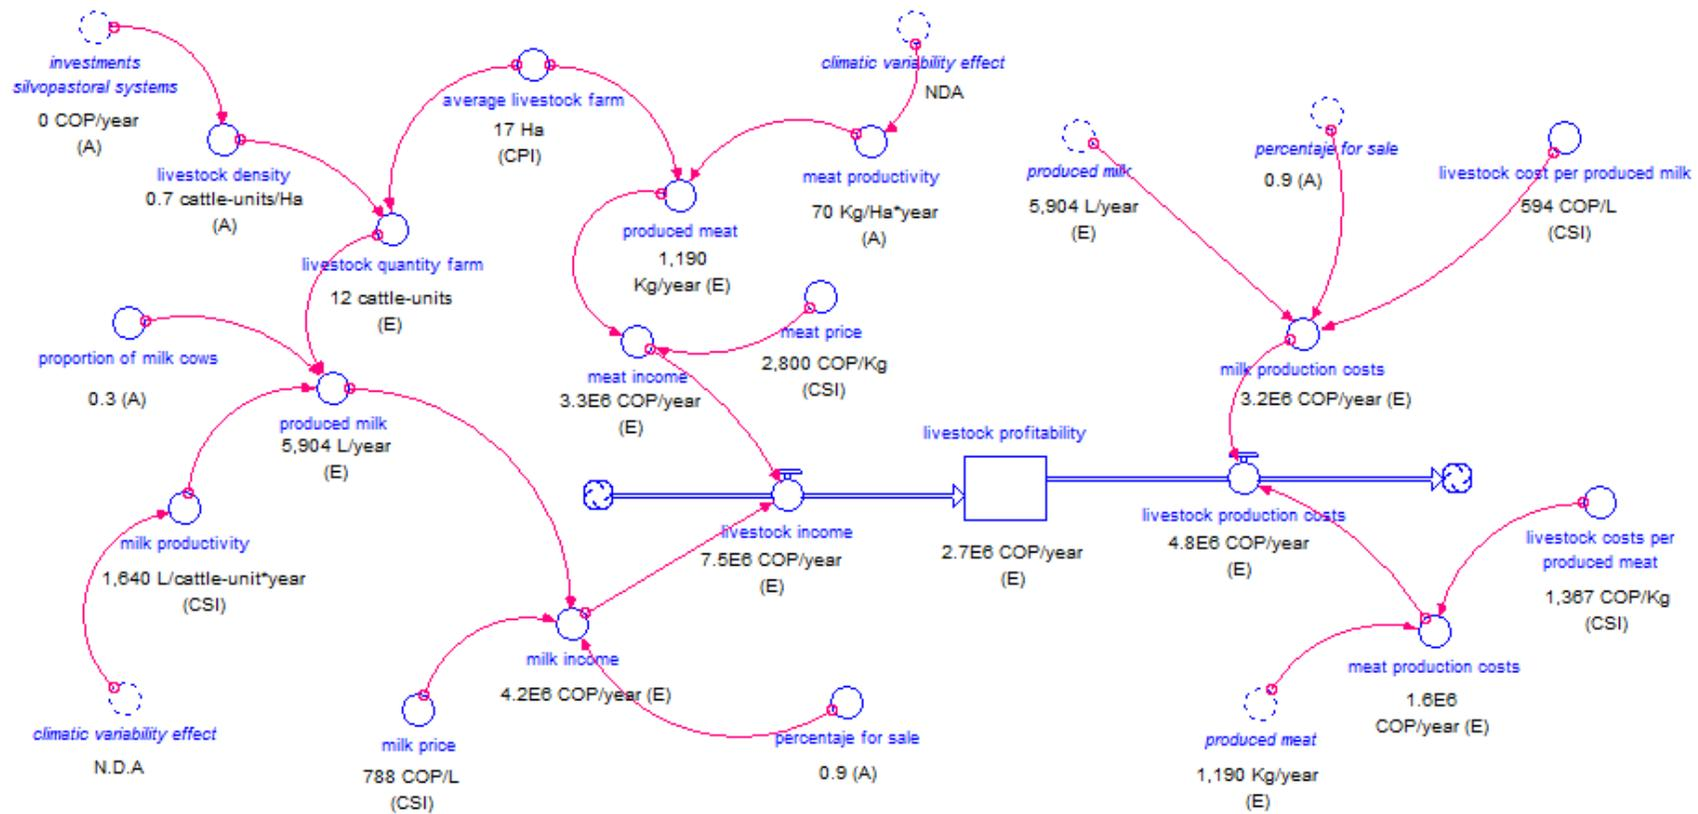 investments
silvopastoral systems
0 COP/year
(A)
livestock density
0.7 cattle-units/Ha
(A)
average livestock farm
17 Ha
(CPI)
climatic variability effect
NDA
meat productivity
70 Kg/Ha*year
(A)
produced meat
1,190
Kg/year (E)
livestock quantity farm
12 cattle-units
(E)
proportion of milk cows
0.3 (A)
produced milk
5,904 L/year
(E)
meat price
2,800 COP/Kg
(CSI)
meat income
3.3E6 COP/year
(E)
produced milk
5,904 L/year
(E)
percentaje for sale
0.9 (A)
livestock cost per produced milk
594 COP/L
(CSI)
milk production costs
3.2E6 COP/year (E)
livestock profitability
2.7E6 COP/year
(E)
livestock income
7.5E6 COP/year
(E)
livestock production costs
4.8E6 COP/year
(E)
livestock costs per
produced meat
1,367 COP/Kg
(CSI)
milk productivity
1,640 L/cattle-unit*year
(CSI)
climatic variability effect
N.D.A
milk income
4.2E6 COP/year (E)
milk price
788 COP/L
(CSI)
percentaje for sale
0.9 (A)
meat production costs
1.6E6
COP/year (E)
produced meat
1,190 Kg/year
(E)